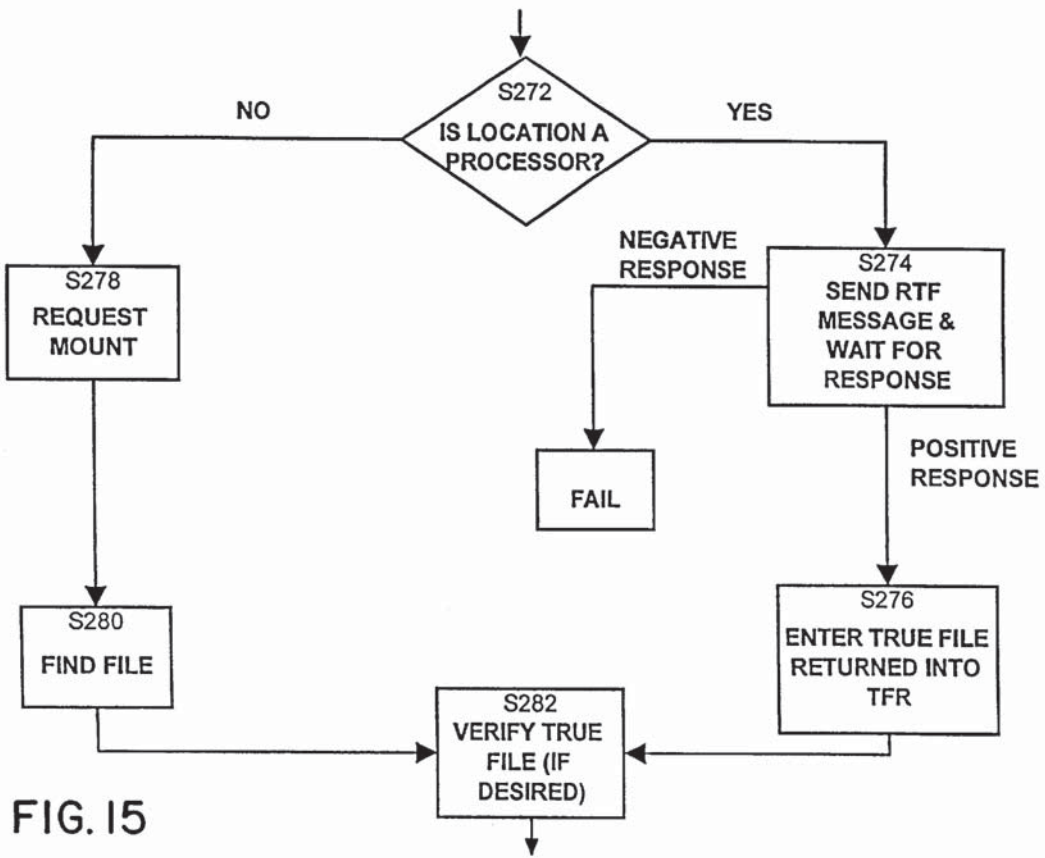 S272
IS LOCATION A
PROCESSOR?
NO
YES
S278
REQUEST
MOUNT
NEGATIVE
RESPONSE
S274
SEND RTF
MESSAGE &
WAIT FOR
RESPONSE
FAIL
POSITIVE
RESPONSE
S280
FIND FILE
S276
ENTER TRUE FILE
RETURNED INTO
TFR
S282
VERIFY TRUE
FILE (IF
DESIRED)
FIG. 15